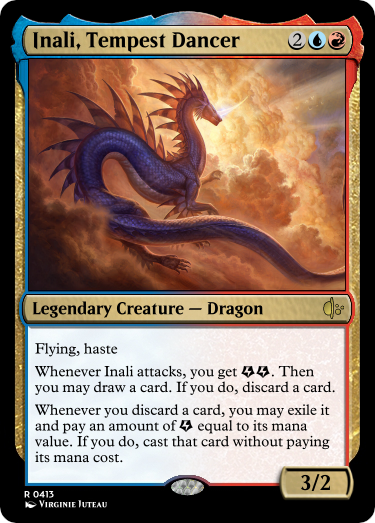 Inali, Tempest Dancer 2
Legendary Creature — Dragon
Flying, haste
Whenever Inali attacks, you get . Then
you may draw a card. If you do, discard a card.
Whenever you discard a card, you may exile it
and pay an amount of equal to its mana
value. If you do, cast that card without paying
its mana cost.
3/2
R 0413
Virginie Juteau